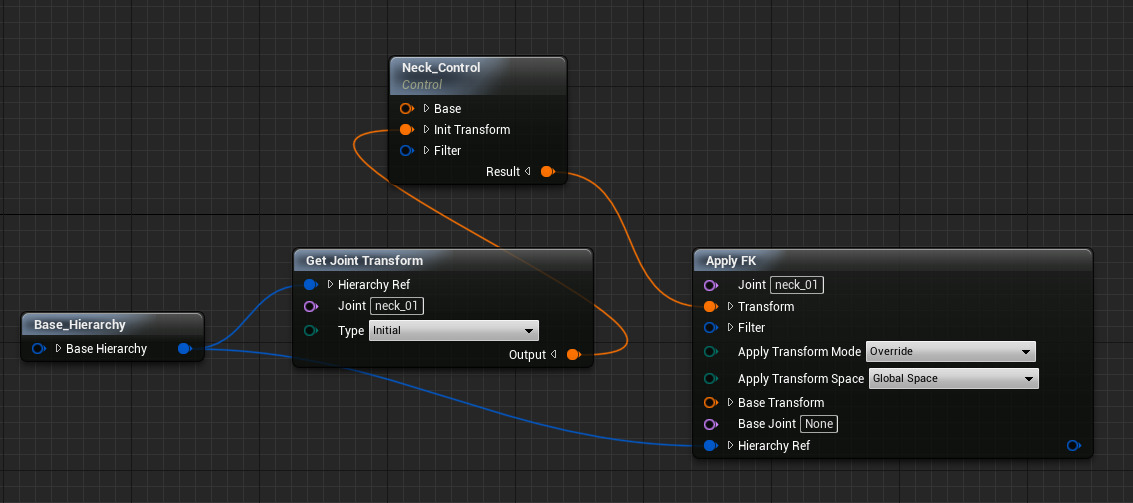 Neck_Control
Control
Base
Init Transform
Filter
Result
Get Joint Transform
Hierarchy Ref
Joint neck_01
Type Initial
Output
Base_Hierarchy
Base Hierarchy
Apply FK
Joint neck_01
Transform
Filter
Apply Transform Mode Override
Apply Transform Space Global Space
Base Transform
Base Joint None
Hierarchy Ref